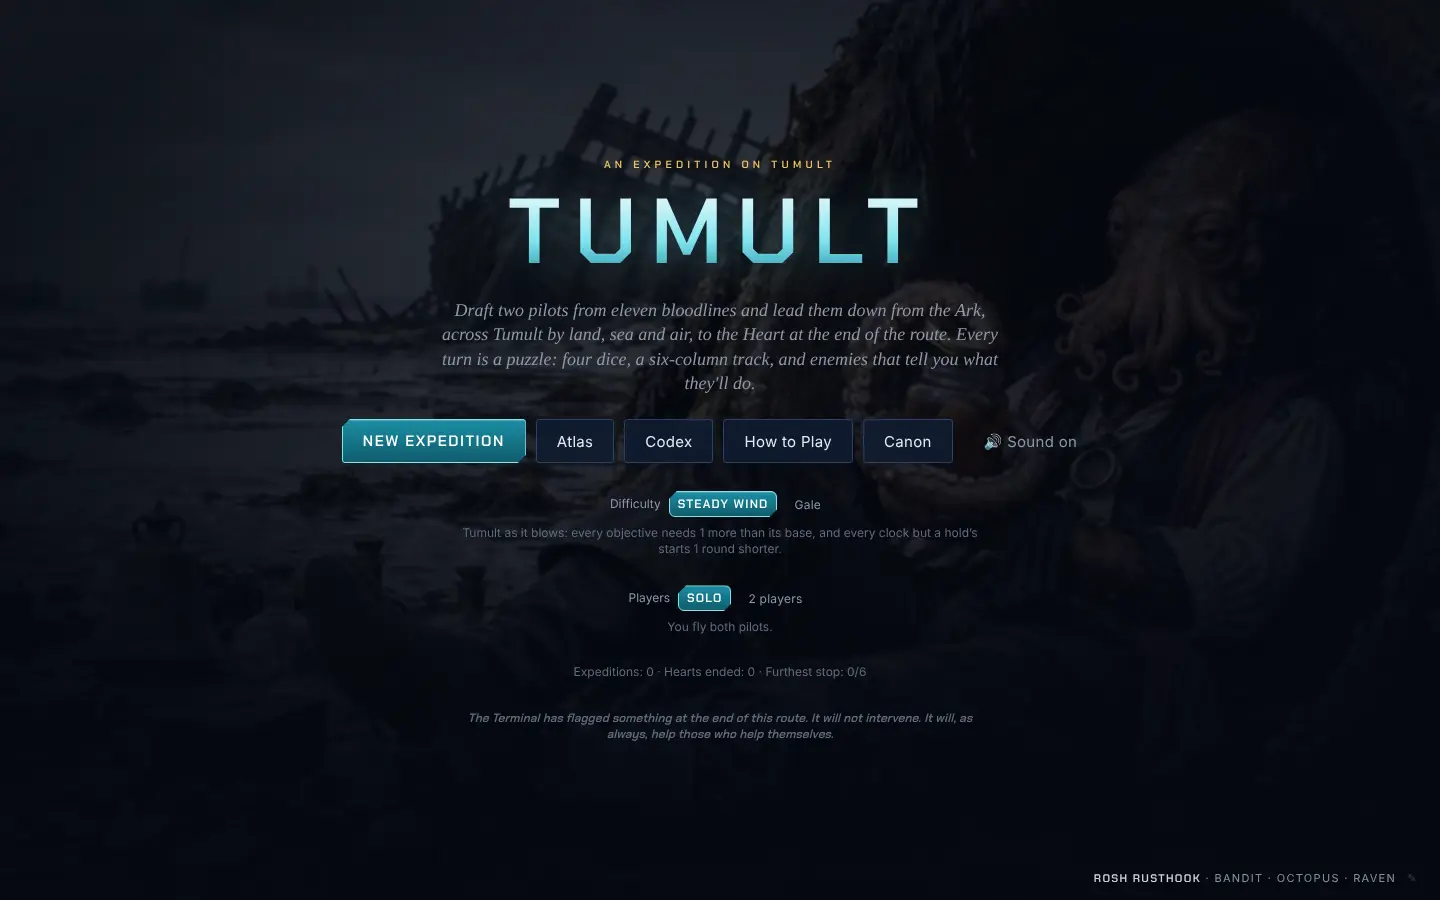 AN EXPEDITION ON TUMULT
TUMULT
Draft two pilots from eleven bloodlines and lead them down from the Ark,
across Tumult by land, sea and air, to the Heart at the end of the route. Every
turn is a puzzle: four dice, a six-column track, and enemies that tell you what
they'll do.
NEW EXPEDITION Atlas Codex How to Play Canon 🔊 Sound on
Difficulty STEADY WIND Gale
Tumult as it blows: every objective needs 1 more than its base, and every clock but a hold's
starts 1 round shorter.
Players SOLO 2 players
You fly both pilots.
Expeditions: 0 · Hearts ended: 0 · Furthest stop: 0/6
The Terminal has flagged something at the end of this route. It will not intervene. It will, as
always, help those who help themselves.
ROSH RUSTHOOK · BANDIT · OCTOPUS · RAVEN